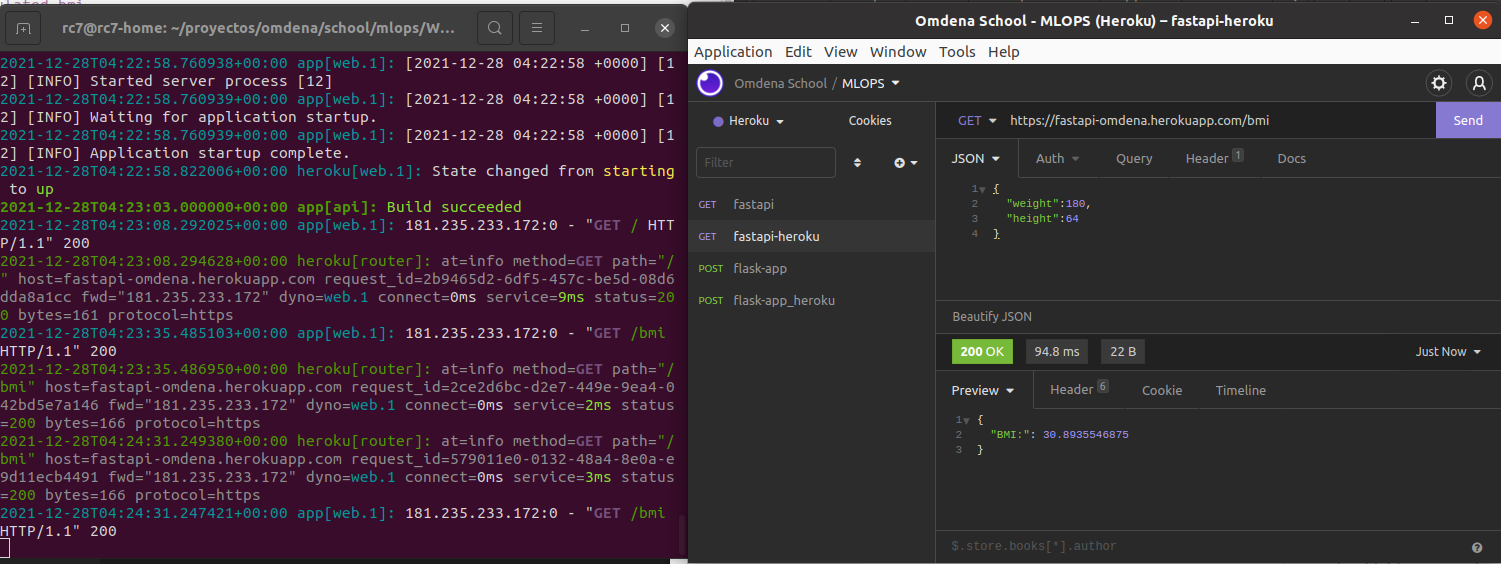 rc7@rc7-home: ~/proyectos/omdena/school/mlops/W...
2021-12-28T04:22:58.760938+00:00 app[web.1]: [2021-12-28 04:22:58 +0000] [1
2] [INFO] Started server process [12]
2021-12-28T04:22:58.760939+00:00 app[web.1]: [2021-12-28 04:22:58 +0000] [1
2] [INFO] Waiting for application startup.
2021-12-28T04:22:58.760939+00:00 app[web.1]: [2021-12-28 04:22:58 +0000] [1
2] [INFO] Application startup complete.
2021-12-28T04:22:58.822006+00:00 heroku[web.1]: State changed from starting
to up
2021-12-28T04:23:03.000000+00:00 app[api]: Build succeeded
2021-12-28T04:23:08.292025+00:00 app[web.1]: 181.235.233.172:0 - "GET / HTT
P/1.1" 200
2021-12-28T04:23:08.294628+00:00 heroku[router]: at=info method=GET path="/
" host=fastapi-omdena.herokuapp.com request_id=2b9465d2-6df5-457c-be5d-08d6
dda8a1cc fwd="181.235.233.172" dyno=web.1 connect=0ms service=9ms status=20
0 bytes=161 protocol=https
2021-12-28T04:23:35.485103+00:00 app[web.1]: 181.235.233.172:0 - "GET /bmi
HTTP/1.1" 200
2021-12-28T04:23:35.486950+00:00 heroku[router]: at=info method=GET path="/
bmi" host=fastapi-omdena.herokuapp.com request_id=2ce2d6bc-d2e7-449e-9ea4-0
42bd5e7a146 fwd="181.235.233.172" dyno=web.1 connect=0ms service=2ms status
=200 bytes=166 protocol=https
2021-12-28T04:24:31.249380+00:00 heroku[router]: at=info method=GET path="/
bmi" host=fastapi-omdena.herokuapp.com request_id=579011e0-0132-48a4-8e0a-e
9d11ecb4491 fwd="181.235.233.172" dyno=web.1 connect=0ms service=3ms status
=200 bytes=166 protocol=https
2021-12-28T04:24:31.247421+00:00 app[web.1]: 181.235.233.172:0 - "GET /bmi
HTTP/1.1" 200
Omdena School - MLOPS (Heroku) – fastapi-heroku
Application Edit View Window Tools Help
Omdena School / MLOPS
Heroku Cookies
Filter
GET fastapi
GET fastapi-heroku
POST flask-app
POST flask-app_heroku
GET https://fastapi-omdena.herokuapp.com/bmi Send
JSON Auth Query Header 1 Docs
1 {
2 "weight":180,
3 "height":64
4 }
Beautify JSON
200 OK 94.8 ms 22 B Just Now
Preview Header 6 Cookie Timeline
1 {
2 "BMI:": 30.8935546875
3 }
$.store.books[*].author